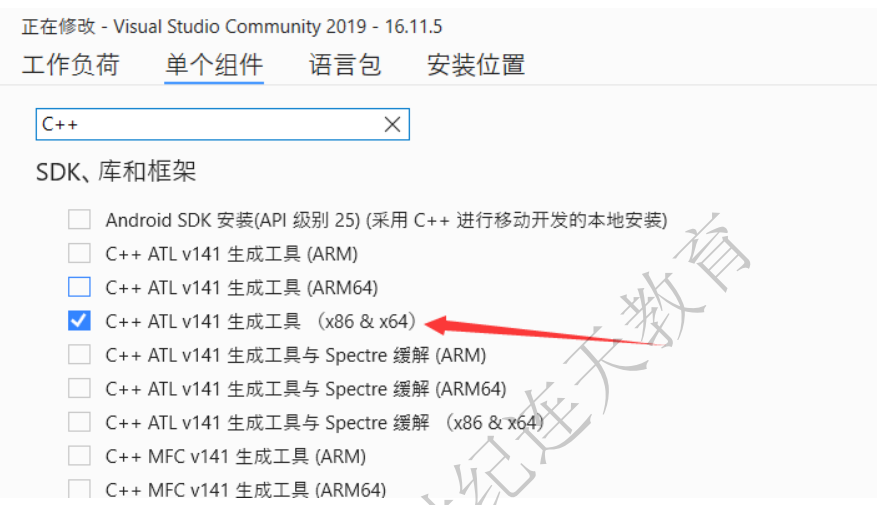 正在修改 - Visual Studio Community 2019 - 16.11.5
工作负荷 单个组件 语言包 安装位置
C++
SDK、库和框架
Android SDK 安装(API 级别 25) (采用 C++ 进行移动开发的本地安装)
C++ ATL v141 生成工具 (ARM)
C++ ATL v141 生成工具 (ARM64)
C++ ATL v141 生成工具 （x86 & x64）
C++ ATL v141 生成工具与 Spectre 缓解 (ARM)
C++ ATL v141 生成工具与 Spectre 缓解 (ARM64)
C++ ATL v141 生成工具与 Spectre 缓解 （x86 & x64）
C++ MFC v141 生成工具 (ARM)
C++ MFC v141 生成工具 (ARM64)
纪连天教育